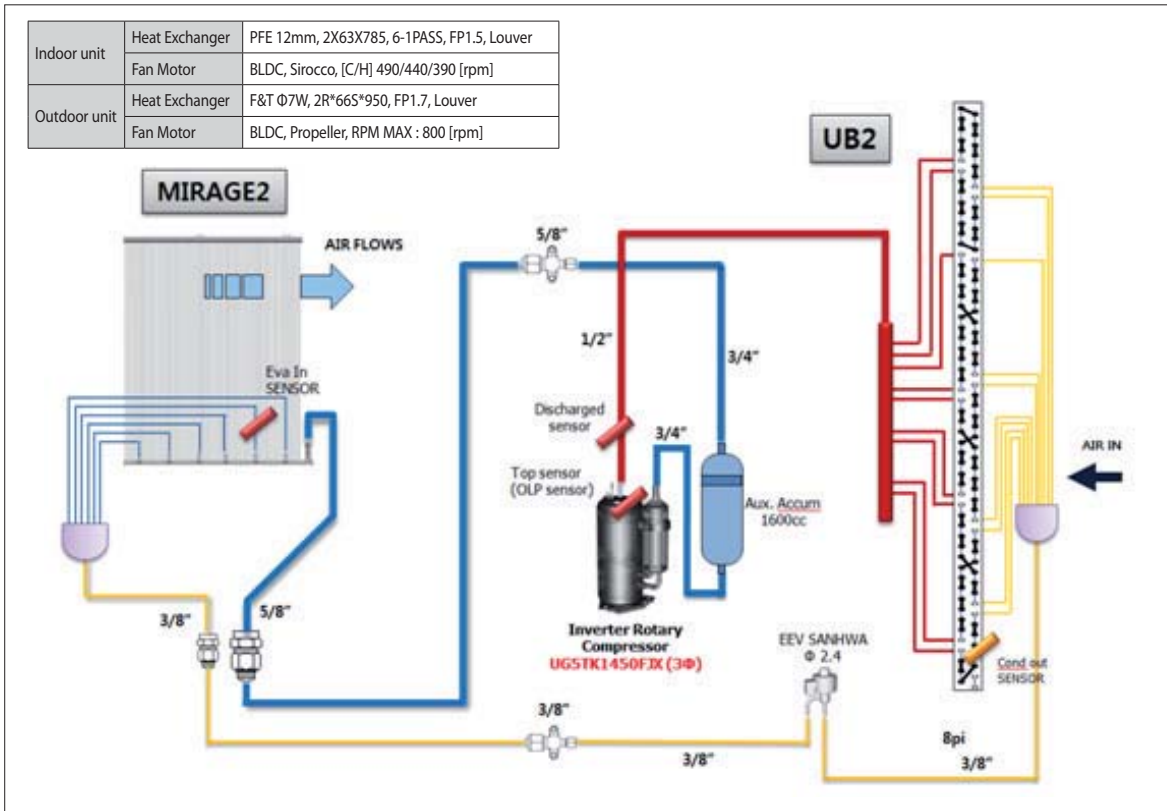 Indoor unit
Heat Exchanger
PFE 12mm, 2X63X785, 6-1PASS, FP1.5, Louver
Fan Motor
BLDC, Sirocco, [C/H] 490/440/390 [rpm]
Outdoor unit
Heat Exchanger
F&T Φ7W, 2R*66S*950, FP1.7, Louver
Fan Motor
BLDC, Propeller, RPM MAX : 800 [rpm]
UB2
MIRAGE2
AIR FLOWS
5/8"
1/2"
3/4"
Eva In
SENSOR
Discharged
sensor
3/4"
Top sensor
(OLP sensor)
Aux. Accum
1600cc
AIR IN
3/8"
5/8"
Inverter Rotary
Compressor
UG5TK1450FJX (3Φ)
EEV SANHWA
Φ 2.4
Cond out
SENSOR
3/8"
3/8"
8pi
3/8"